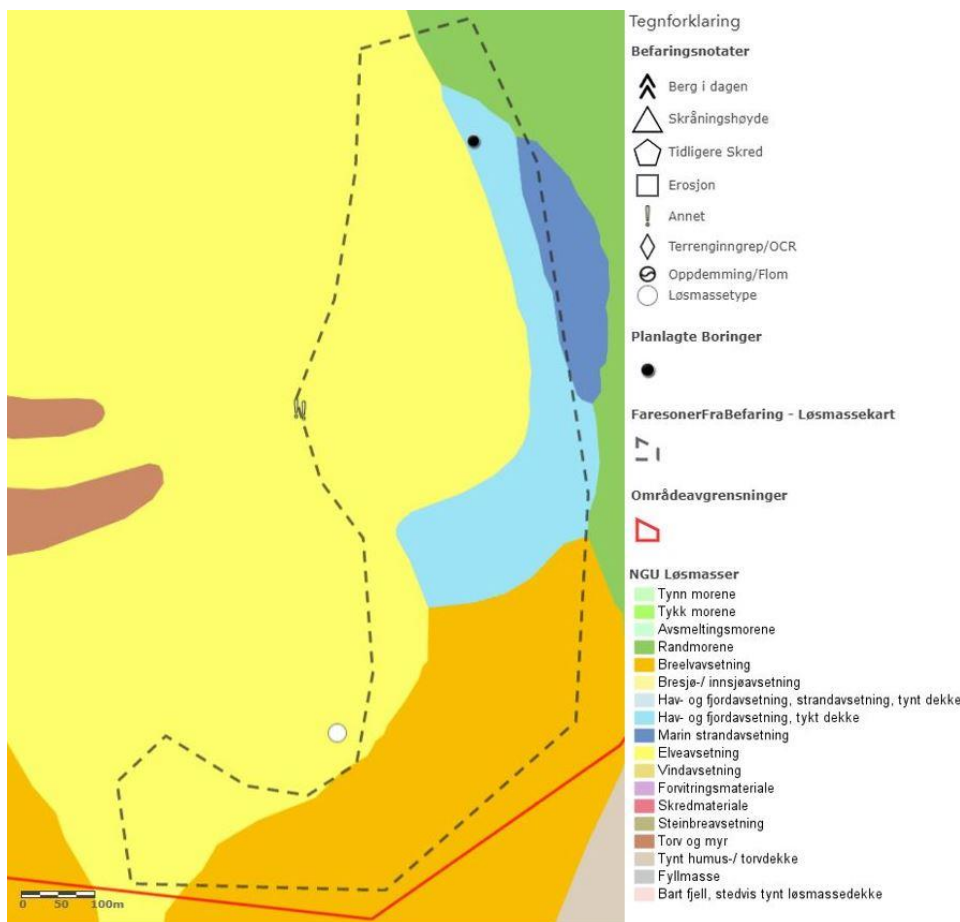 Tegnforklaring
Befaringsnotater
Berg i dagen
Skråningshøyde
Tidligere Skred
Erosjon
Annet
Terrenginngrep/OCR
Oppdemming/Flom
Løsmassetype
Planlagte Boringer
FaresonerFraBefaring - Løsmassekart
Områdeavgrensninger
NGU Løsmasser
Tynn morene
Tykk morene
Avsmeltingsmorene
Randmorene
Breelvavsetning
Bresjø-/ innsjøavsetning
Hav- og fjordavsetning, strandavsetning, tynt dekke
Hav- og fjordavsetning, tykt dekke
Marin strandavsetning
Elveavsetning
Vindavsetning
Forvitringsmateriale
Skredmateriale
Steinbreavsetning
Torv og myr
Tynt humus-/ torvdekke
Fyllmasse
Bart fjell, stedvis tynt løsmassedekke
0 50 100m